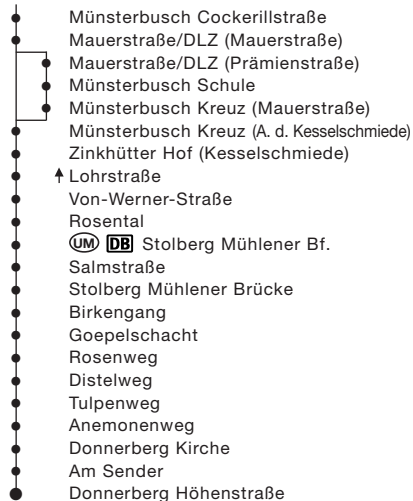 Münsterbusch Cockerillstraße
Mauerstraße/DLZ (Mauerstraße)
Mauerstraße/DLZ (Prämienstraße)
Münsterbusch Schule
Münsterbusch Kreuz (Mauerstraße)
Münsterbusch Kreuz (A. d. Kesselschmiede)
Zinkhütter Hof (Kesselschmiede)
Lohrstraße
Von-Werner-Straße
Rosental
UM DB Stolberg Mühlener Bf.
Salmstraße
Stolberg Mühlener Brücke
Birkengang
Goepelschacht
Rosenweg
Distelweg
Tulpenweg
Anemonenweg
Donnerberg Kirche
Am Sender
Donnerberg Höhenstraße